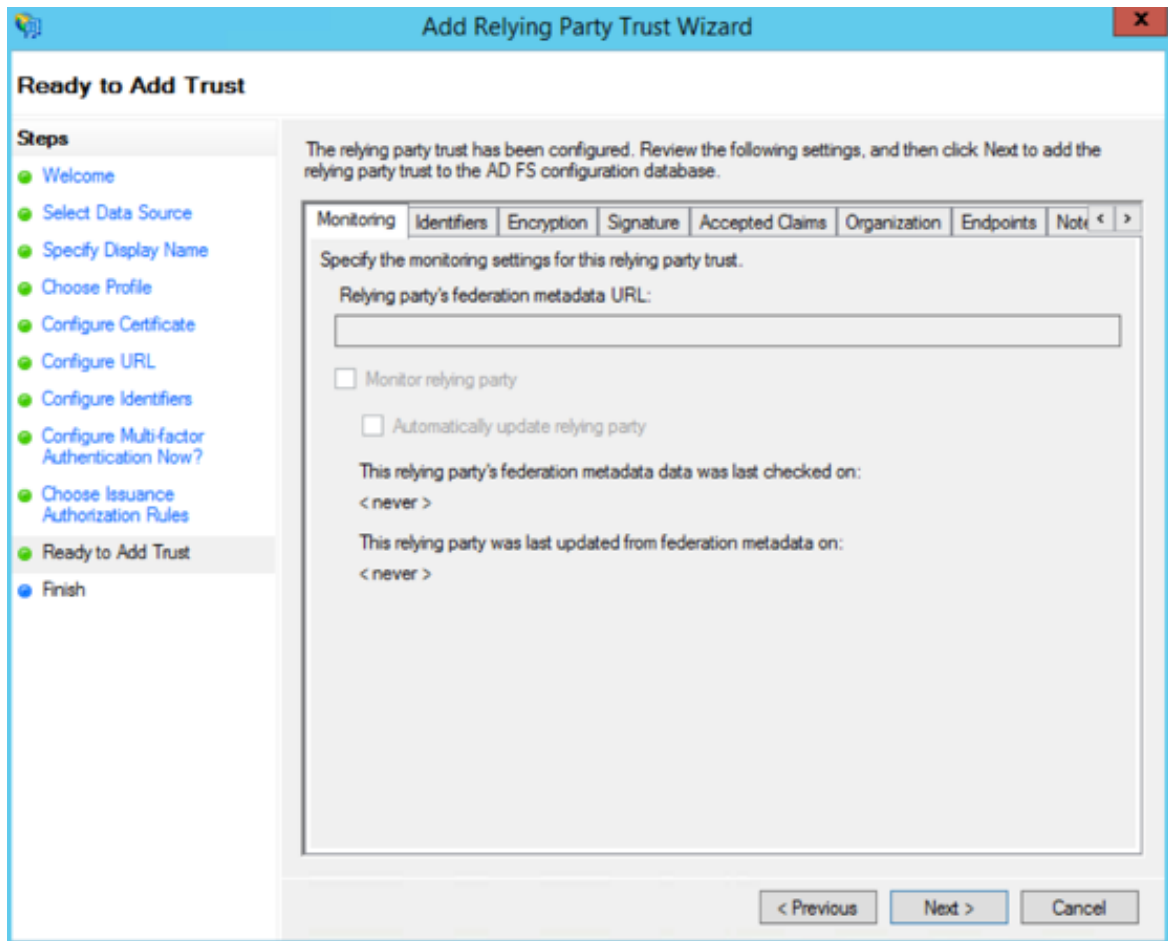 Add Relying Party Trust Wizard
x
Ready to Add Trust
Steps
Welcome
Select Data Source
Specify Display Name
Choose Profile
Configure Certificate
Configure URL
Configure Identifiers
Configure Multi-factor
Authentication Now?
Choose Issuance
Authorization Rules
Ready to Add Trust
Finish
The relying party trust has been configured. Review the following settings, and then click Next to add the
relying party trust to the AD FS configuration database.
Monitoring Identifiers Encryption Signature Accepted Claims Organization Endpoints Note < >
Specify the monitoring settings for this relying party trust.
Relying party's federation metadata URL:
Monitor relying party
Automatically update relying party
This relying party's federation metadata data was last checked on:
< never >
This relying party was last updated from federation metadata on:
< never >
< Previous Next > Cancel